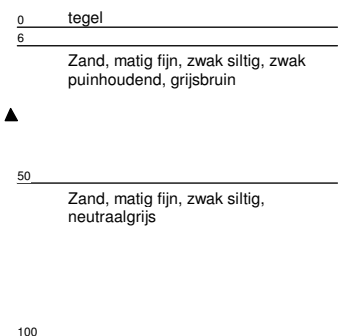 0 tegel
6
Zand, matig fijn, zwak siltig, zwak
puinhoudend, grijsbruin
50
Zand, matig fijn, zwak siltig,
neutraalgrijs
100